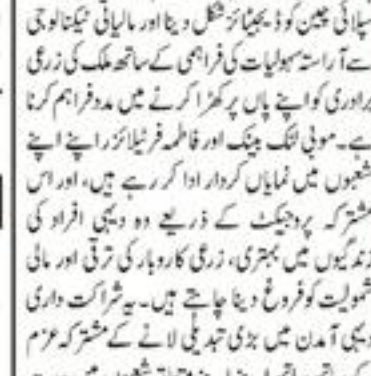 سپلائی چین کو ڈیجیٹائز شکل دینا اور مالیاتی ٹیکنالوجی
سے آراستہ سہولیات کی فراہمی کے ساتھ ملک کی زرعی
برادری کو اپنے پاں پر کھڑا کرنے میں مدد فراہم کرنا
ہے۔ موبی لنک بینک اور فاطمہ فرٹیلائزر اپنے اپنے
شعبوں میں نمایاں کردار ادا کر رہے ہیں، اور اس
مشترکہ پروجیکٹ کے ذریعے وہ دیہی افراد کی
زندگیوں میں بہتری، زرعی کاروبار کی ترقی اور مالی
شمولیت کو فروغ دینا چاہتے ہیں۔ یہ شراکت داری
دیہی آمدن میں بڑی تبدیلی لانے کے مشترکہ عزم